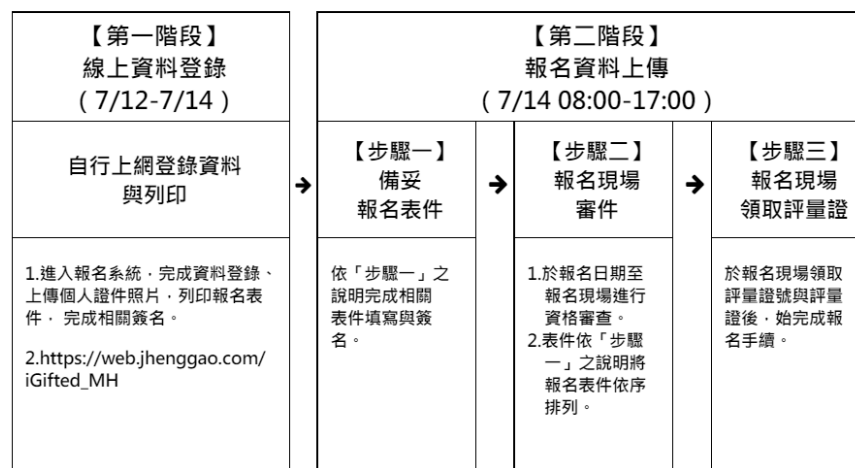 【第一階段】
線上資料登錄
（7/12-7/14）
【第二階段】
報名資料上傳
（7/14 08:00-17:00）
自行上網登錄資料
與列印
→
【步驟一】
備妥
報名表件
→
【步驟二】
報名現場
審件
→
【步驟三】
報名現場
領取評量證
1.進入報名系統，完成資料登錄、
上傳個人證件照片，列印報名表
件， 完成相關簽名。
2.https://web.jhenggao.com/
iGifted_MH
依「步驟一」之
說明完成相關
表件填寫與簽
名。
1.於報名日期至
報名現場進行
資格審查。
2.表件依「步驟
一」之說明將
報名表件依序
排列。
於報名現場領取
評量證號與評量
證後，始完成報
名手續。